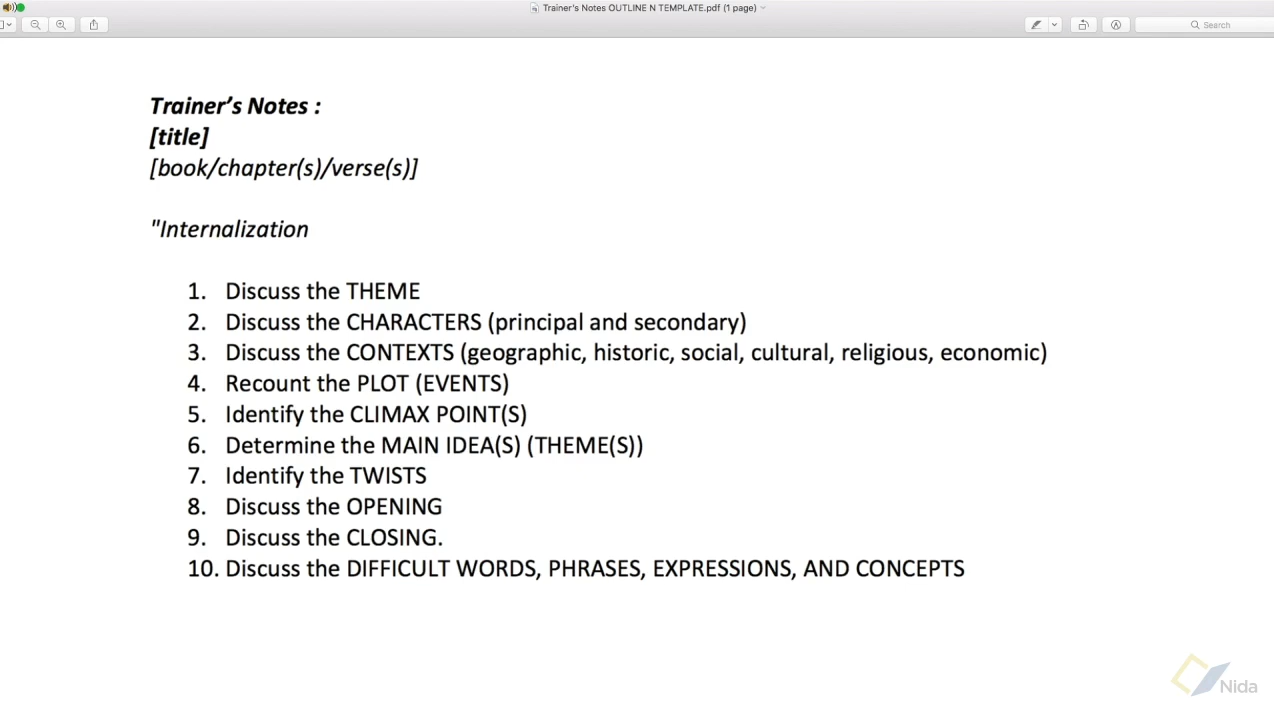 Trainer's Notes OUTLINE N TEMPLATE.pdf (1 page)
Search
Trainer's Notes :
[title]
[book/chapter(s)/verse(s)]
"Internalization
1. Discuss the THEME
2. Discuss the CHARACTERS (principal and secondary)
3. Discuss the CONTEXTS (geographic, historic, social, cultural, religious, economic)
4. Recount the PLOT (EVENTS)
5. Identify the CLIMAX POINT(S)
6. Determine the MAIN IDEA(S) (THEME(S))
7. Identify the TWISTS
8. Discuss the OPENING
9. Discuss the CLOSING.
10. Discuss the DIFFICULT WORDS, PHRASES, EXPRESSIONS, AND CONCEPTS
Nida